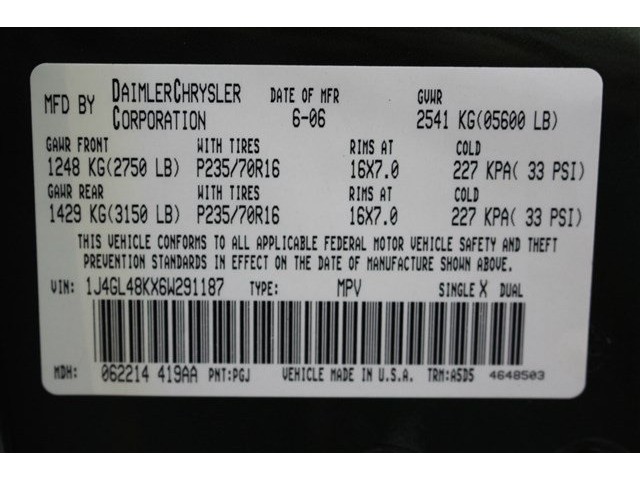 MFD BY DAIMLERCHRYSLER CORPORATION DATE OF MFR 6-06 GVWR 2541 KG(05600 LB)
GAWR FRONT WITH TIRES RIMS AT COLD
1248 KG(2750 LB) P235/70R16 16X7.0 227 KPA( 33 PSI)
GAWR REAR WITH TIRES RIMS AT COLD
1429 KG(3150 LB) P235/70R16 16X7.0 227 KPA( 33 PSI)
THIS VEHICLE CONFORMS TO ALL APPLICABLE FEDERAL MOTOR VEHICLE SAFETY AND THEFT
PREVENTION STANDARDS IN EFFECT ON THE DATE OF MANUFACTURE SHOWN ABOVE.
VIN: 1J4GL48KX6W291187 TYPE: MPV SINGLE X DUAL
MDH: 062214 419AA PNT:PGJ VEHICLE MADE IN U.S.A. TRM:A5D5 4648503